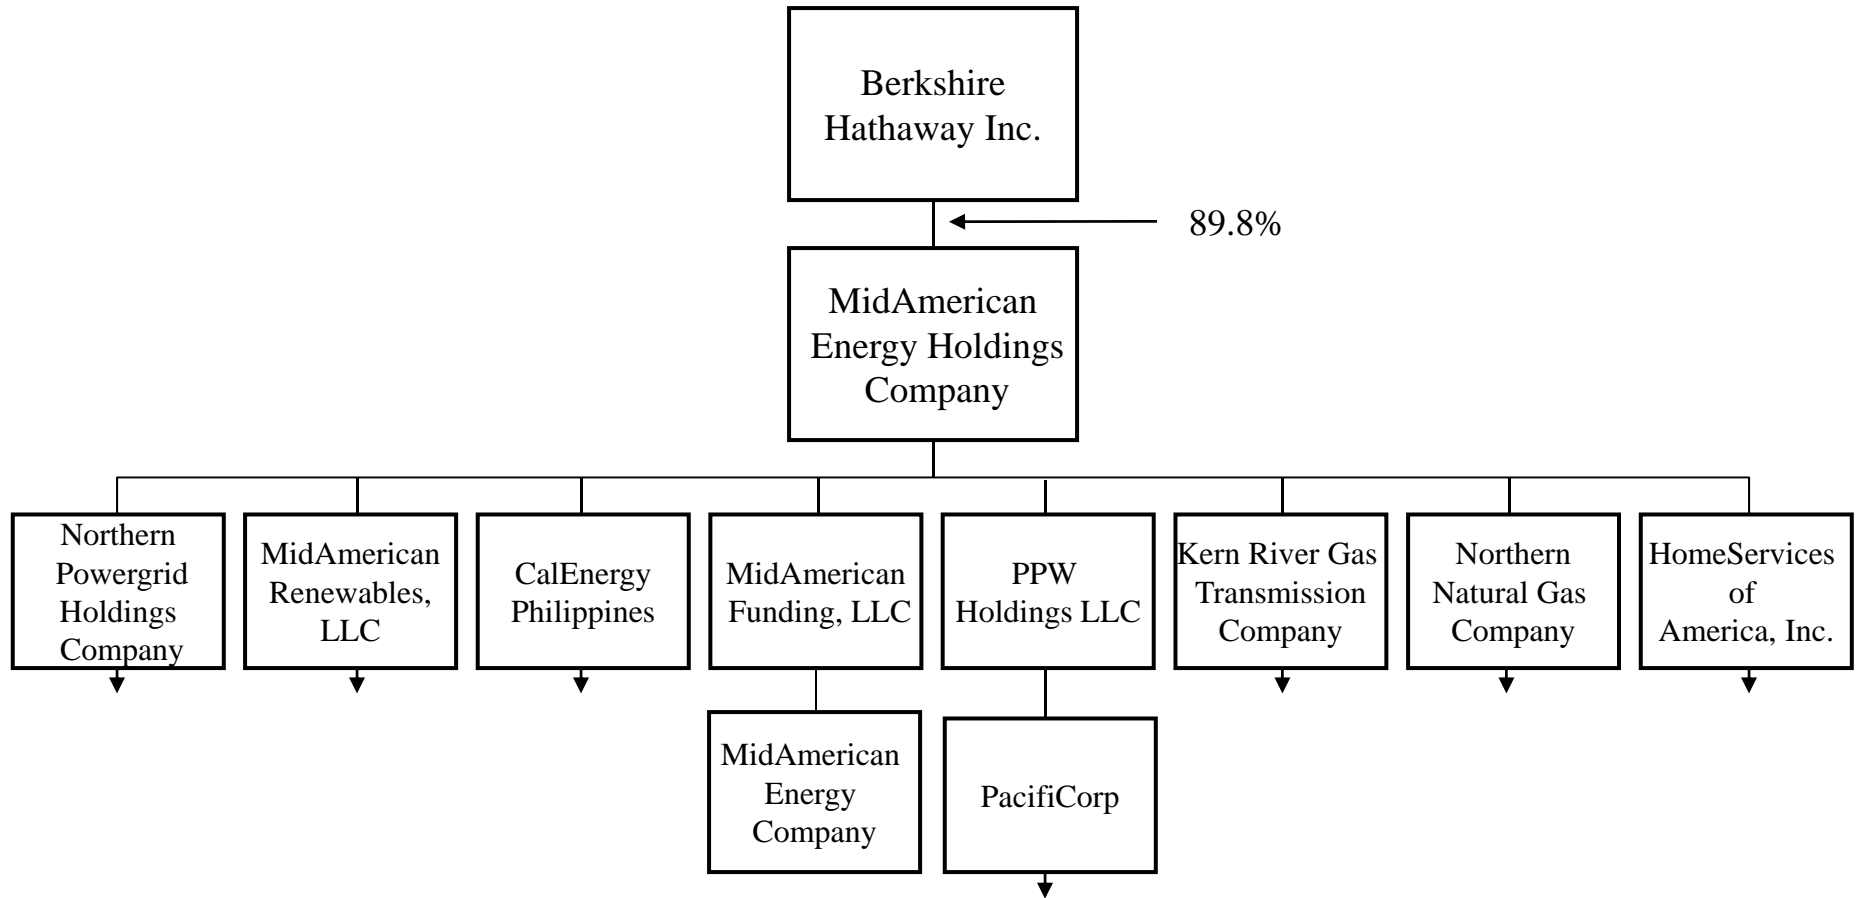 Berkshire
Hathaway Inc.
89.8%
MidAmerican
Energy Holdings
Company
Northern
Powergrid
Holdings
Company
MidAmerican
Renewables,
LLC
CalEnergy
Philippines
MidAmerican
Funding, LLC
PPW
Holdings LLC
Kern River Gas
Transmission
Company
Northern
Natural Gas
Company
HomeServices
of
America, Inc.
MidAmerican
Energy
Company
PacifiCorp